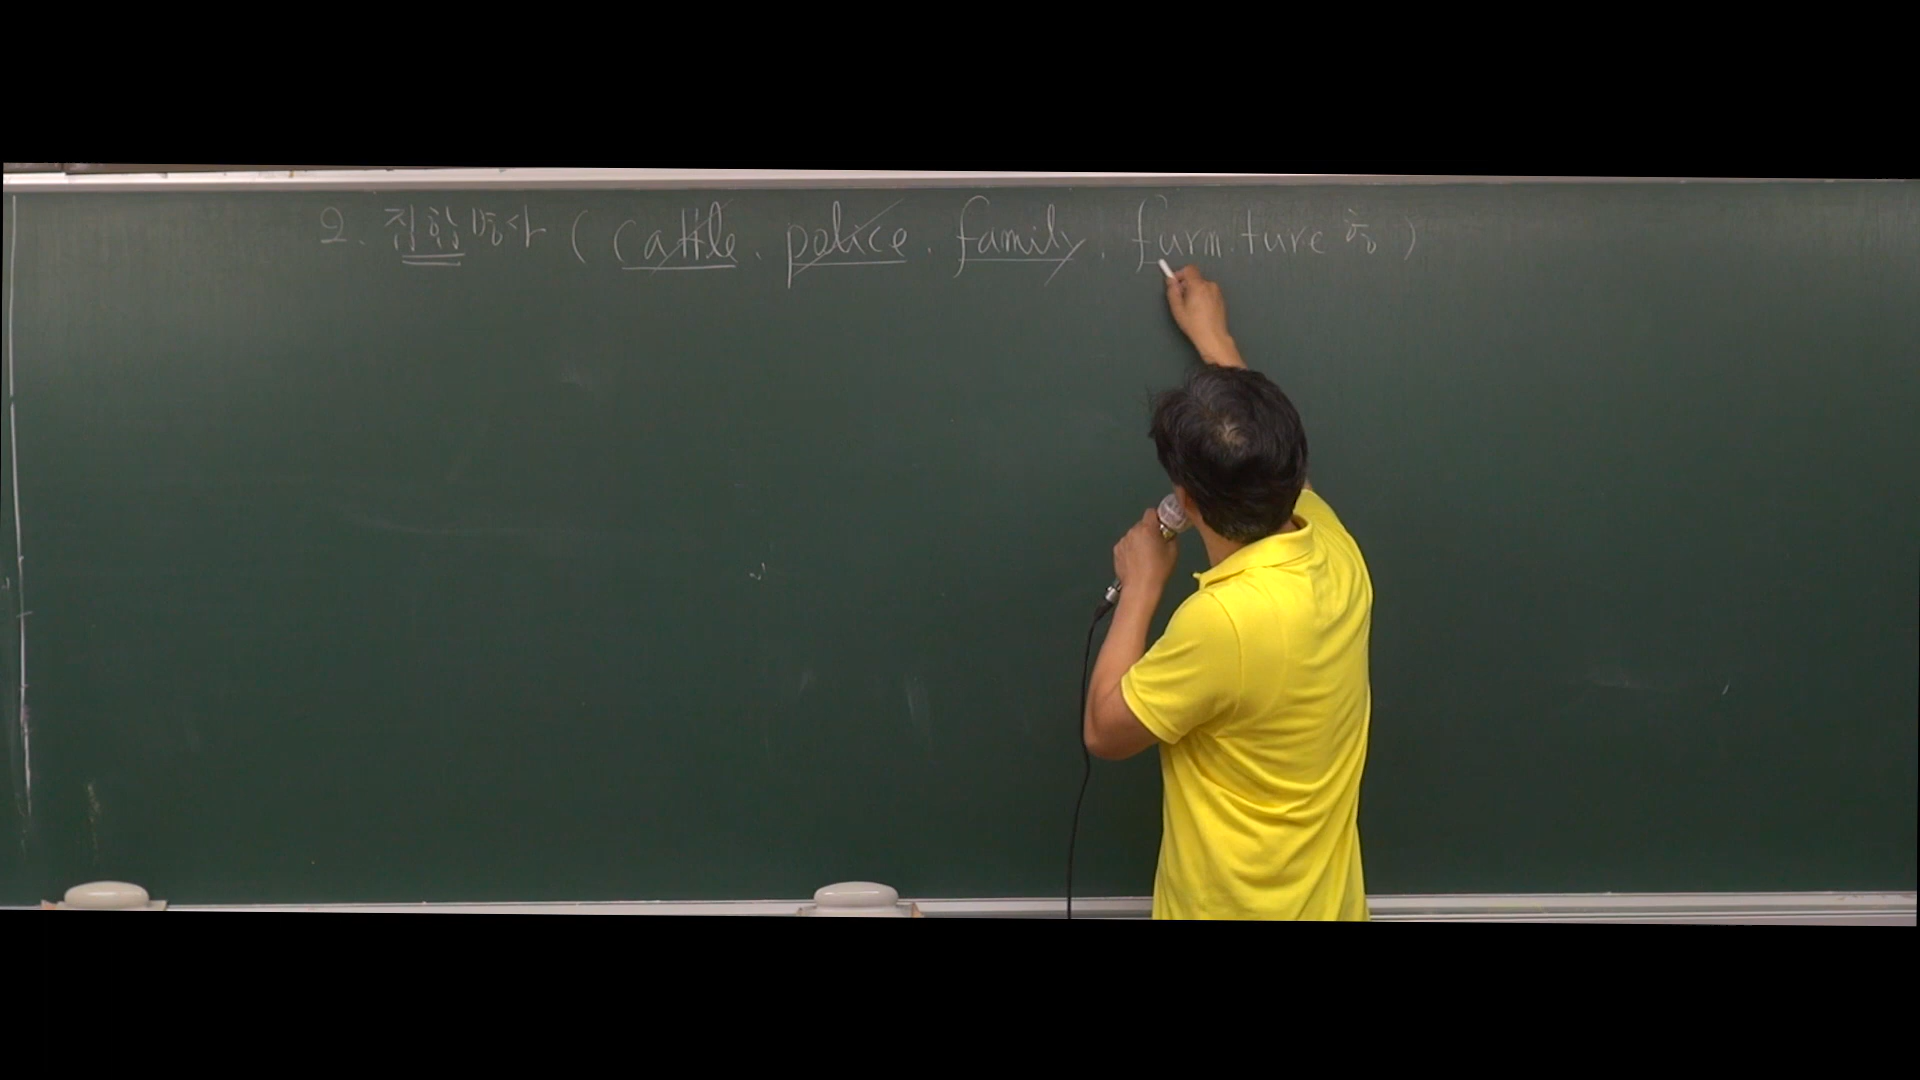 2. 집합명사 ( cattle. police. family. furniture 등 )